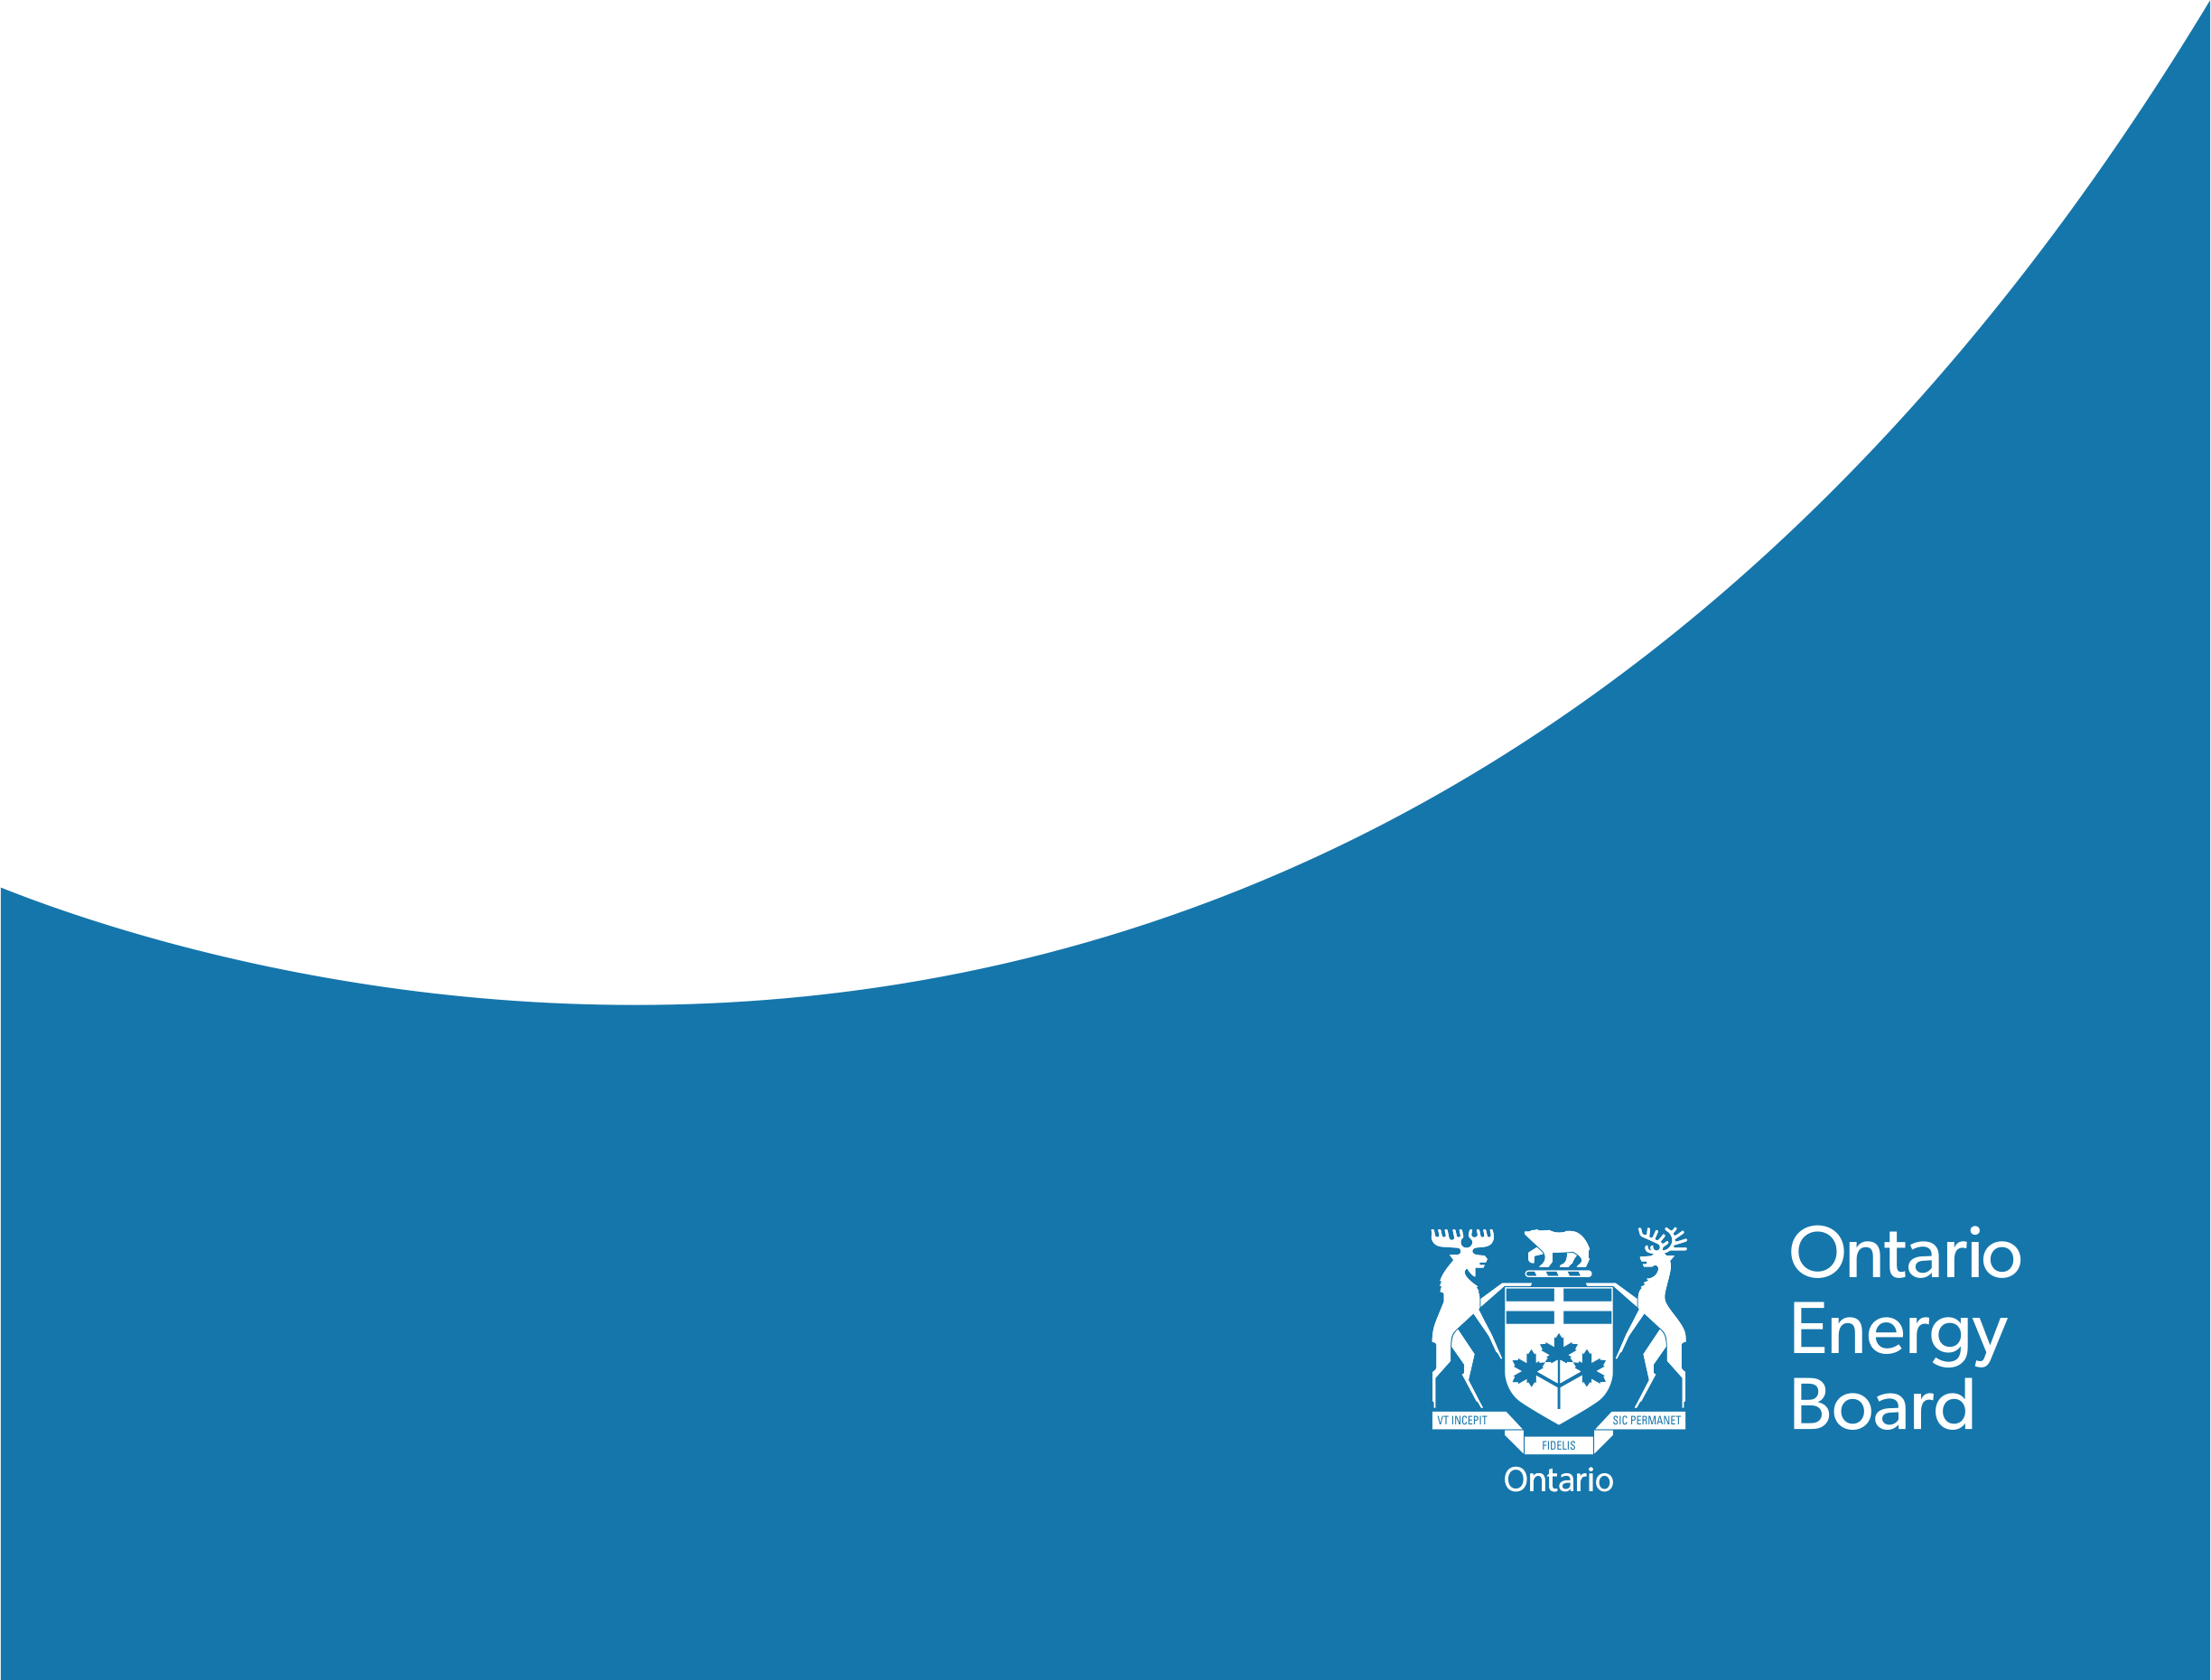 Ontario
Energy
Board
VT INCEPIT
SIC PERMANET
FIDELIS
Ontario